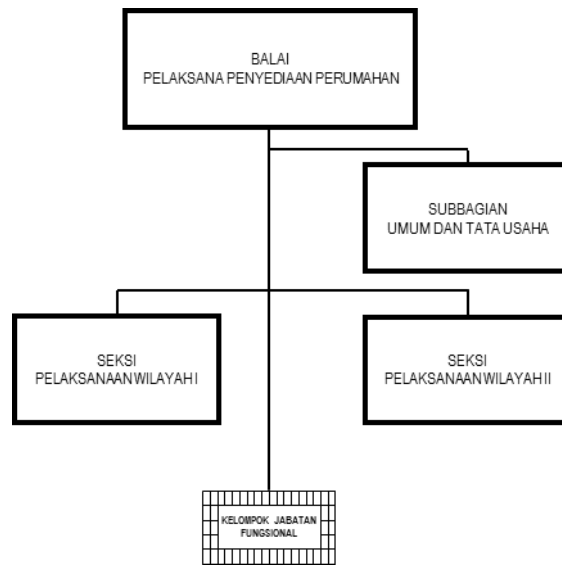 BALAI
PELAKSANA PENYEDIAAN PERUMAHAN
SUBBAGIAN
UMUM DAN TATA USAHA
SEKSI
PELAKSANAAN WILAYAH I
SEKSI
PELAKSANAAN WILAYAH II
KELOMPOK JABATAN
FUNGSIONAL